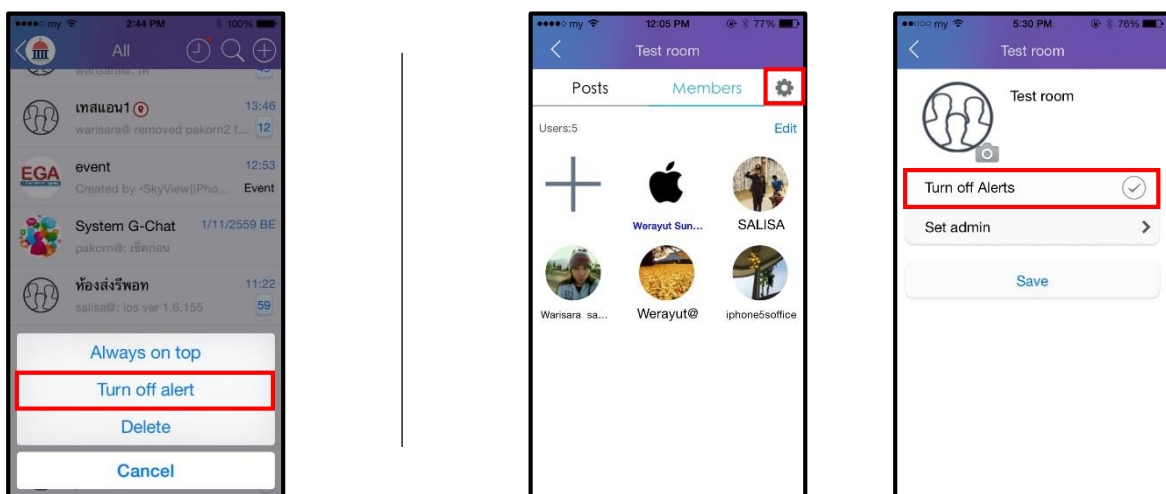 my 2:44 PM 100%
All
warisara@: เท 45
เทสแอน1 13:46
warisara@ removed pakorn2 f... 12
EGA event 12:53
Created by •SkyView[iPho... Event
System G-Chat 1/11/2559 BE
pakorn@: เช็คก่อน
ห้องส่งรีพอท 11:22
salisa@: ios ver 1.6.155 59
Always on top
Turn off alert
Delete
Cancel
my 12:05 PM 77%
Test room
Posts Members
Users:5 Edit
Werayut Sun... SALISA
Warisara sa... Werayut@ iphone5soffice
my 5:30 PM 76%
Test room
Test room
Turn off Alerts
Set admin
Save